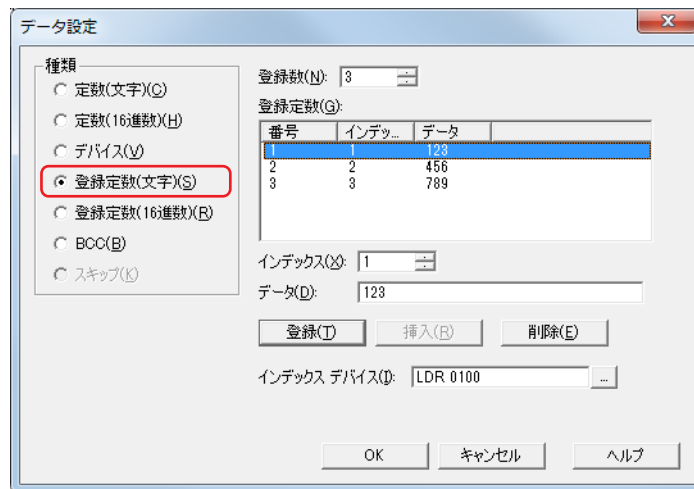 データ設定
種類
定数(文字)(C)
定数(16進数)(H)
デバイス(V)
登録定数(文字)(S)
登録定数(16進数)(R)
BCC(B)
スキップ(K)
登録数(N): 3
登録定数(G):
番号 インデッ... データ
1 1 123
2 2 456
3 3 789
インデックス(X): 1
データ(D): 123
登録(T) 挿入(R) 削除(E)
インデックス デバイス(I): LDR 0100 ...
OK キャンセル ヘルプ